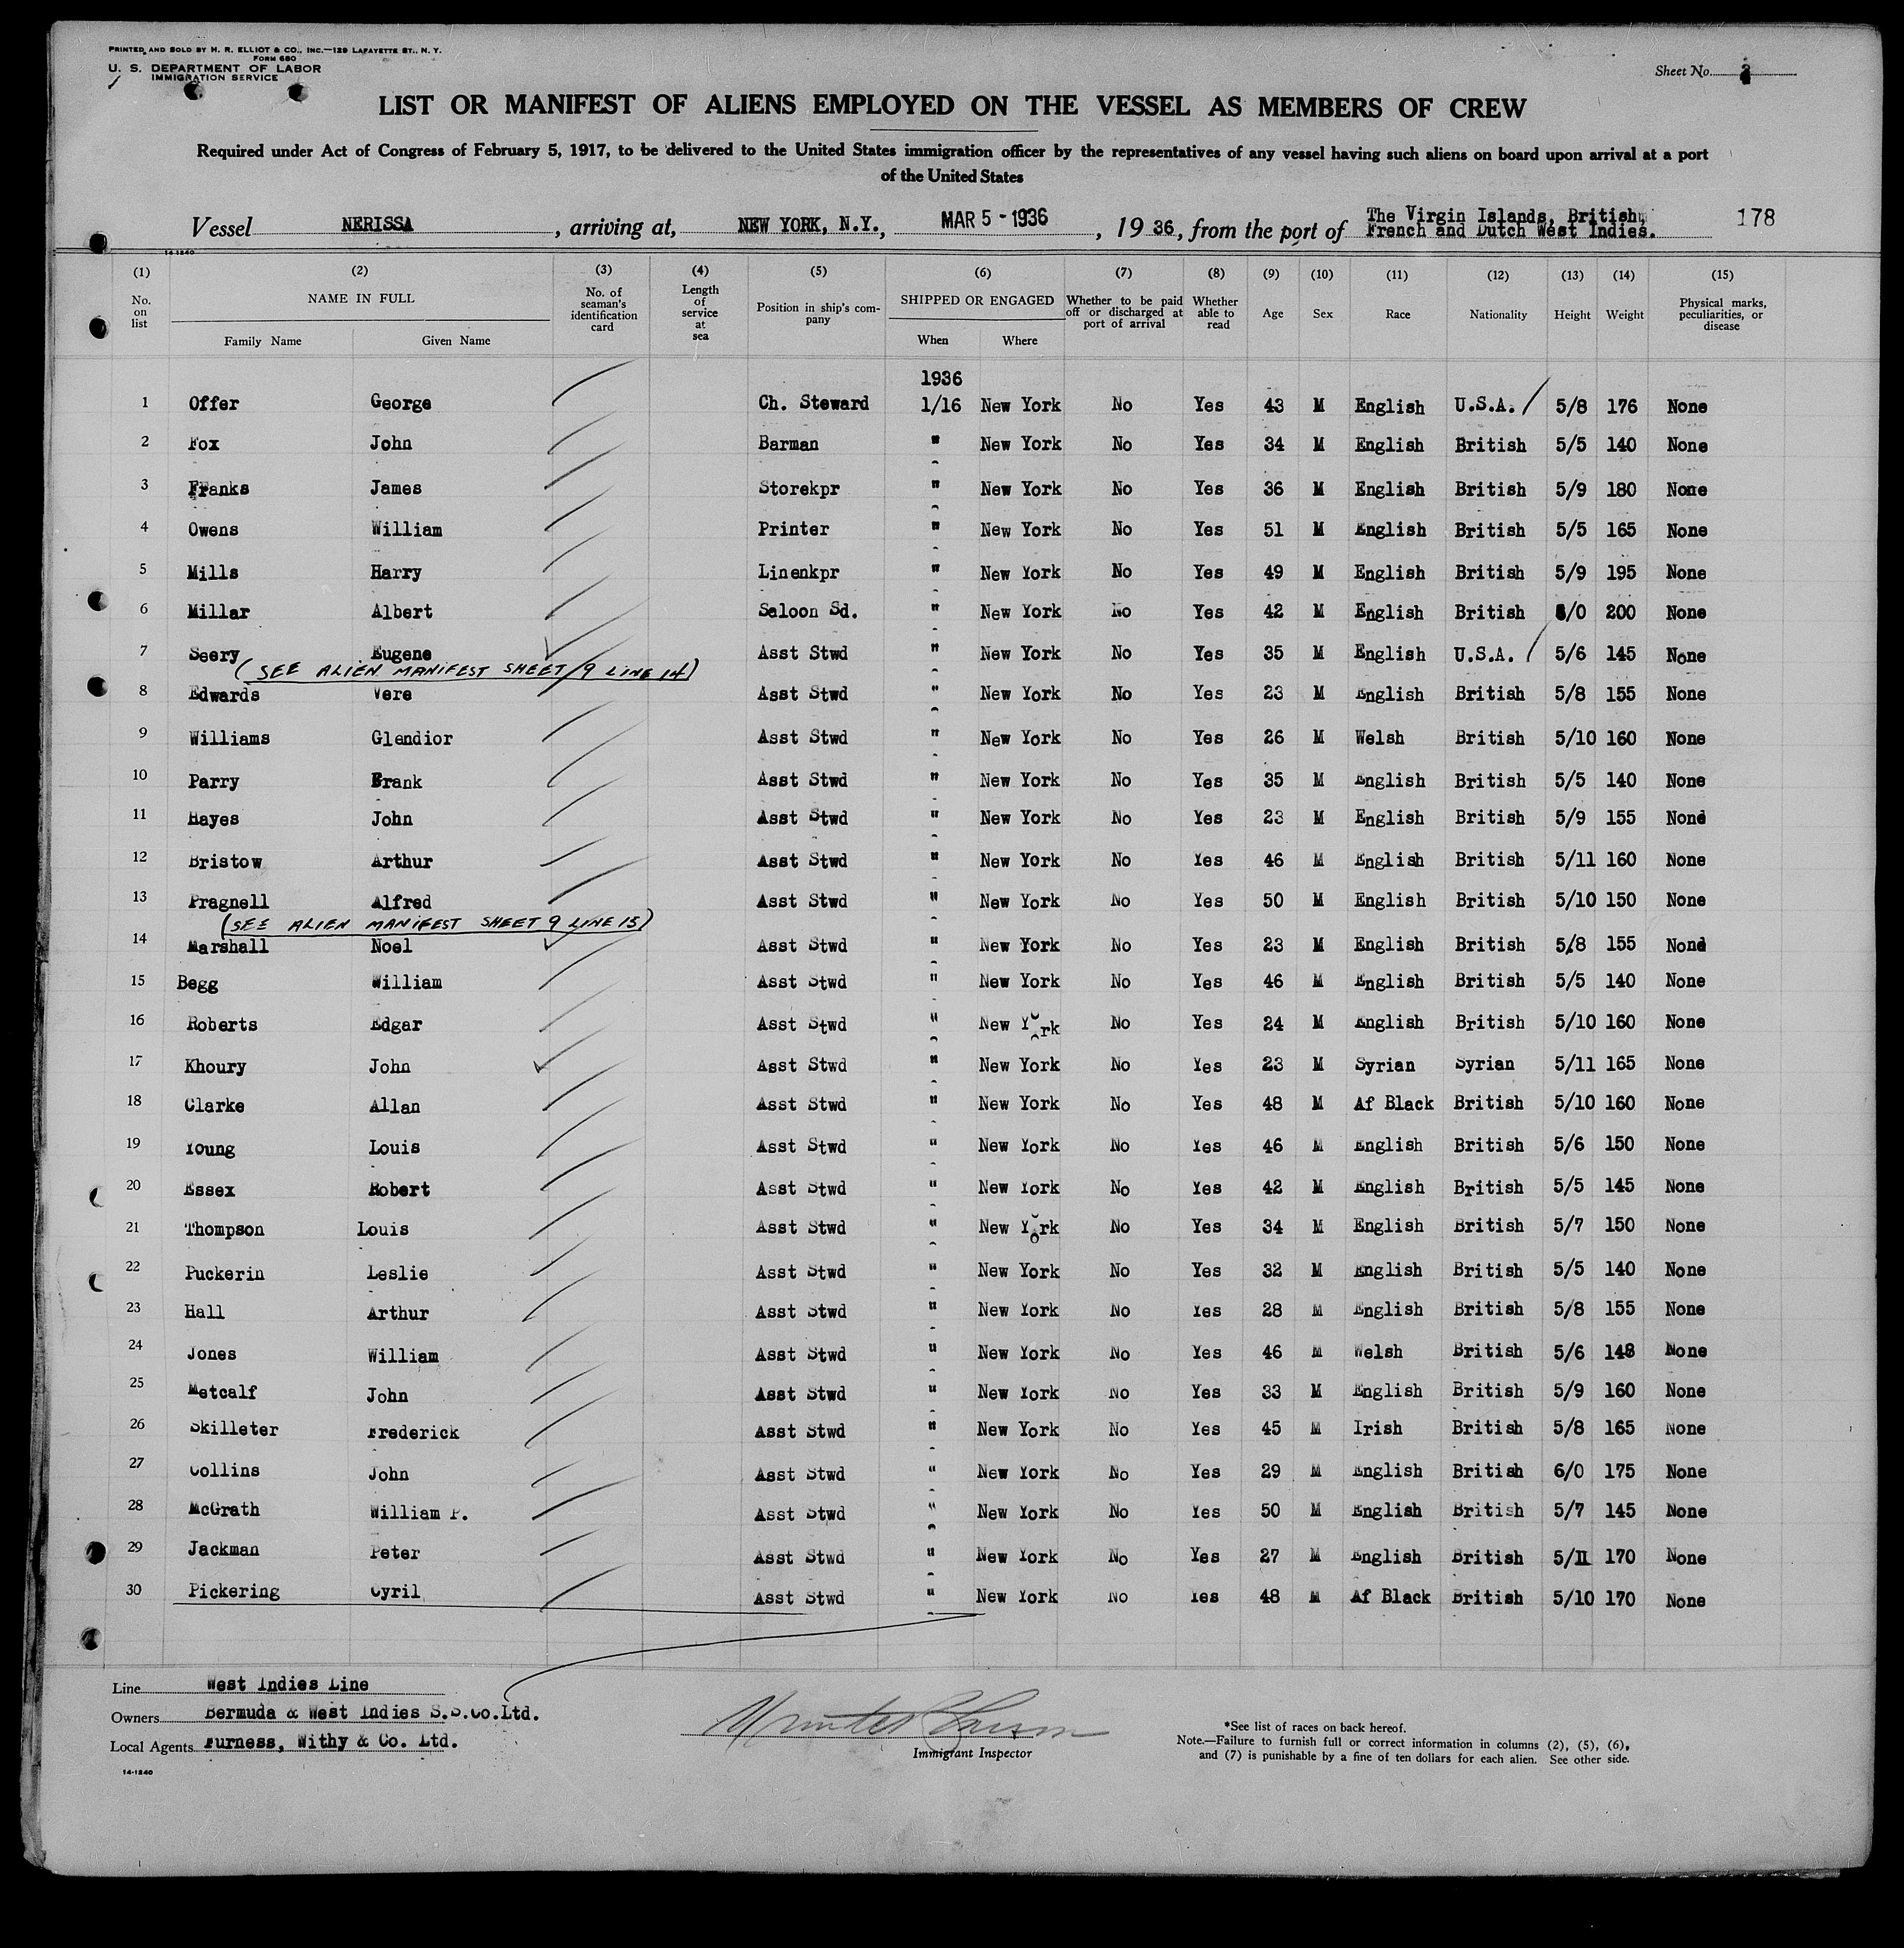 PRINTED AND SOLD BY H. R. ELLIOT & CO., INC.—129 LAFAYETTE ST., N. Y.
FORM 680
U. S. DEPARTMENT OF LABOR
IMMIGRATION SERVICE
Sheet No. 2
LIST OR MANIFEST OF ALIENS EMPLOYED ON THE VESSEL AS MEMBERS OF CREW
Required under Act of Congress of February 5, 1917, to be delivered to the United States immigration officer by the representatives of any vessel having such aliens on board upon arrival at a port
of the United States
Vessel NERISSA, arriving at, NEW YORK, N.Y., MAR 5 - 1936, 19 36, from the port of The Virgin Islands, British, French and Dutch West Indies. 178
14-1240
(1) (2) (3) (4) (5) (6) (7) (8) (9) (10) (11) (12) (13) (14) (15)
No. on list NAME IN FULL Family Name Given Name No. of seaman's identification card Length of service at sea Position in ship's company SHIPPED OR ENGAGED When Where Whether to be paid off or discharged at port of arrival Whether able to read Age Sex Race Nationality Height Weight Physical marks, peculiarities, or disease
1936
1 Offer George Ch. Steward 1/16 New York No Yes 43 M English U.S.A. 5/8 176 None
2 Fox John Barman " New York No Yes 34 M English British 5/5 140 None
3 Franks James Storekpr " New York No Yes 36 M English British 5/9 180 None
4 Owens William Printer " New York No Yes 51 M English British 5/5 165 None
5 Mills Harry Linenkpr " New York No Yes 49 M English British 5/9 195 None
6 Millar Albert Saloon Sd. " New York No Yes 42 M English British 6/0 200 None
7 Seery Eugene Asst Stwd " New York No Yes 35 M English U.S.A. 5/6 145 None
(SEE ALIEN MANIFEST SHEET 9 LINE 14)
8 Edwards Vere Asst Stwd " New York No Yes 23 M English British 5/8 155 None
9 Williams Glendior Asst Stwd " New York No Yes 26 M Welsh British 5/10 160 None
10 Parry Frank Asst Stwd " New York No Yes 35 M English British 5/5 140 None
11 Hayes John Asst Stwd " New York No Yes 23 M English British 5/9 155 None
12 Bristow Arthur Asst Stwd " New York No Yes 46 M English British 5/11 160 None
13 Pragnell Alfred Asst Stwd " New York No Yes 50 M English British 5/10 150 None
(SEE ALIEN MANIFEST SHEET 9 LINE 15)
14 Marshall Noel Asst Stwd " New York No Yes 23 M English British 5/8 155 None
15 Begg William Asst Stwd " New York No Yes 46 M English British 5/5 140 None
16 Roberts Edgar Asst Stwd " New York No Yes 24 M English British 5/10 160 None
17 Khoury John Asst Stwd " New York No Yes 23 M Syrian Syrian 5/11 165 None
18 Clarke Allan Asst Stwd " New York No Yes 48 M Af Black British 5/10 160 None
19 Young Louis Asst Stwd " New York No Yes 46 M English British 5/6 150 None
20 Essex Robert Asst Stwd " New York No Yes 42 M English British 5/5 145 None
21 Thompson Louis Asst Stwd " New York No Yes 34 M English British 5/7 150 None
22 Puckerin Leslie Asst Stwd " New York No Yes 32 M English British 5/5 140 None
23 Hall Arthur Asst Stwd " New York No Yes 28 M English British 5/8 155 None
24 Jones William Asst Stwd " New York No Yes 46 M Welsh British 5/6 148 None
25 Metcalf John Asst Stwd " New York No Yes 33 M English British 5/9 160 None
26 Skilleter Frederick Asst Stwd " New York No Yes 45 M Irish British 5/8 165 None
27 Collins John Asst Stwd " New York No Yes 29 M English British 6/0 175 None
28 McGrath William P. Asst Stwd " New York No Yes 50 M English British 5/7 145 None
29 Jackman Peter Asst Stwd " New York No Yes 27 M English British 5/11 170 None
30 Pickering Cyril Asst Stwd " New York No Yes 48 M Af Black British 5/10 170 None
Line West Indies Line
Owners Bermuda & West Indies S.S.Co.Ltd.
Local Agents Furness, Withy & Co. Ltd.
Immigrant Inspector
*See list of races on back hereof.
Note.—Failure to furnish full or correct information in columns (2), (5), (6),
and (7) is punishable by a fine of ten dollars for each alien. See other side.
14-1240